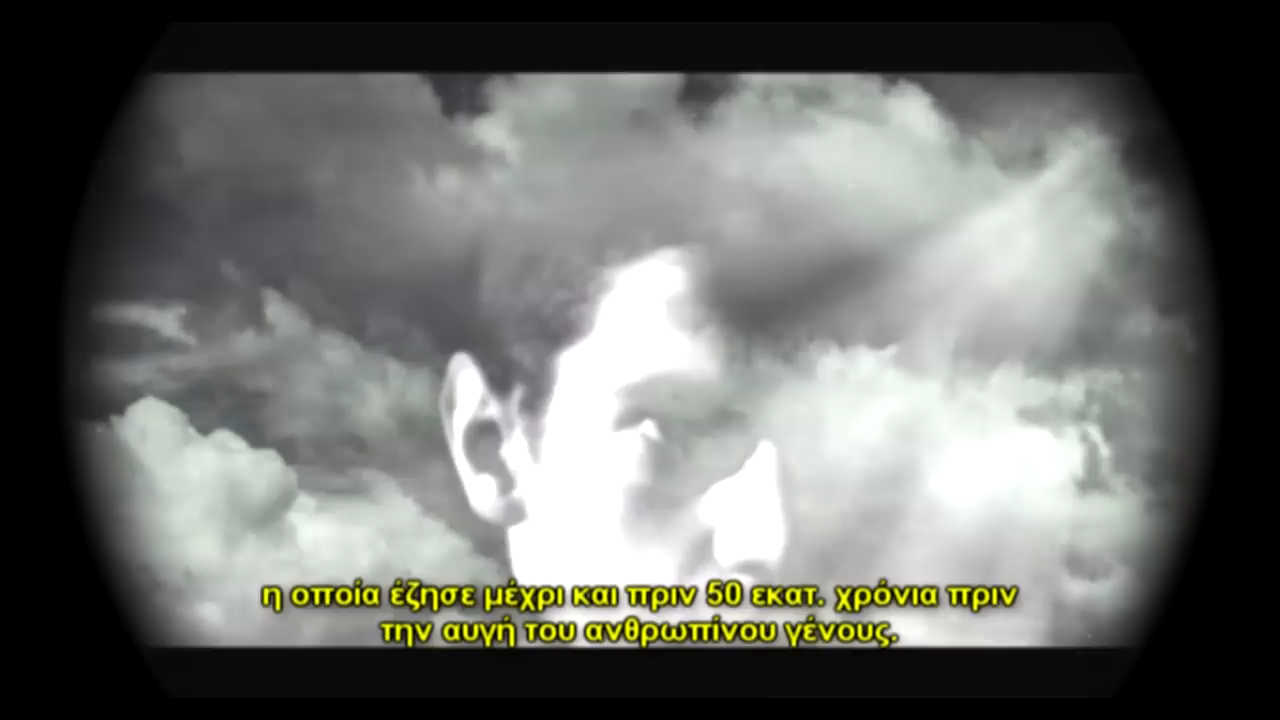 η οποία έζησε μέχρι και πριν 50 εκατ. χρόνια πριν
την αυγή του ανθρωπίνου γένους.